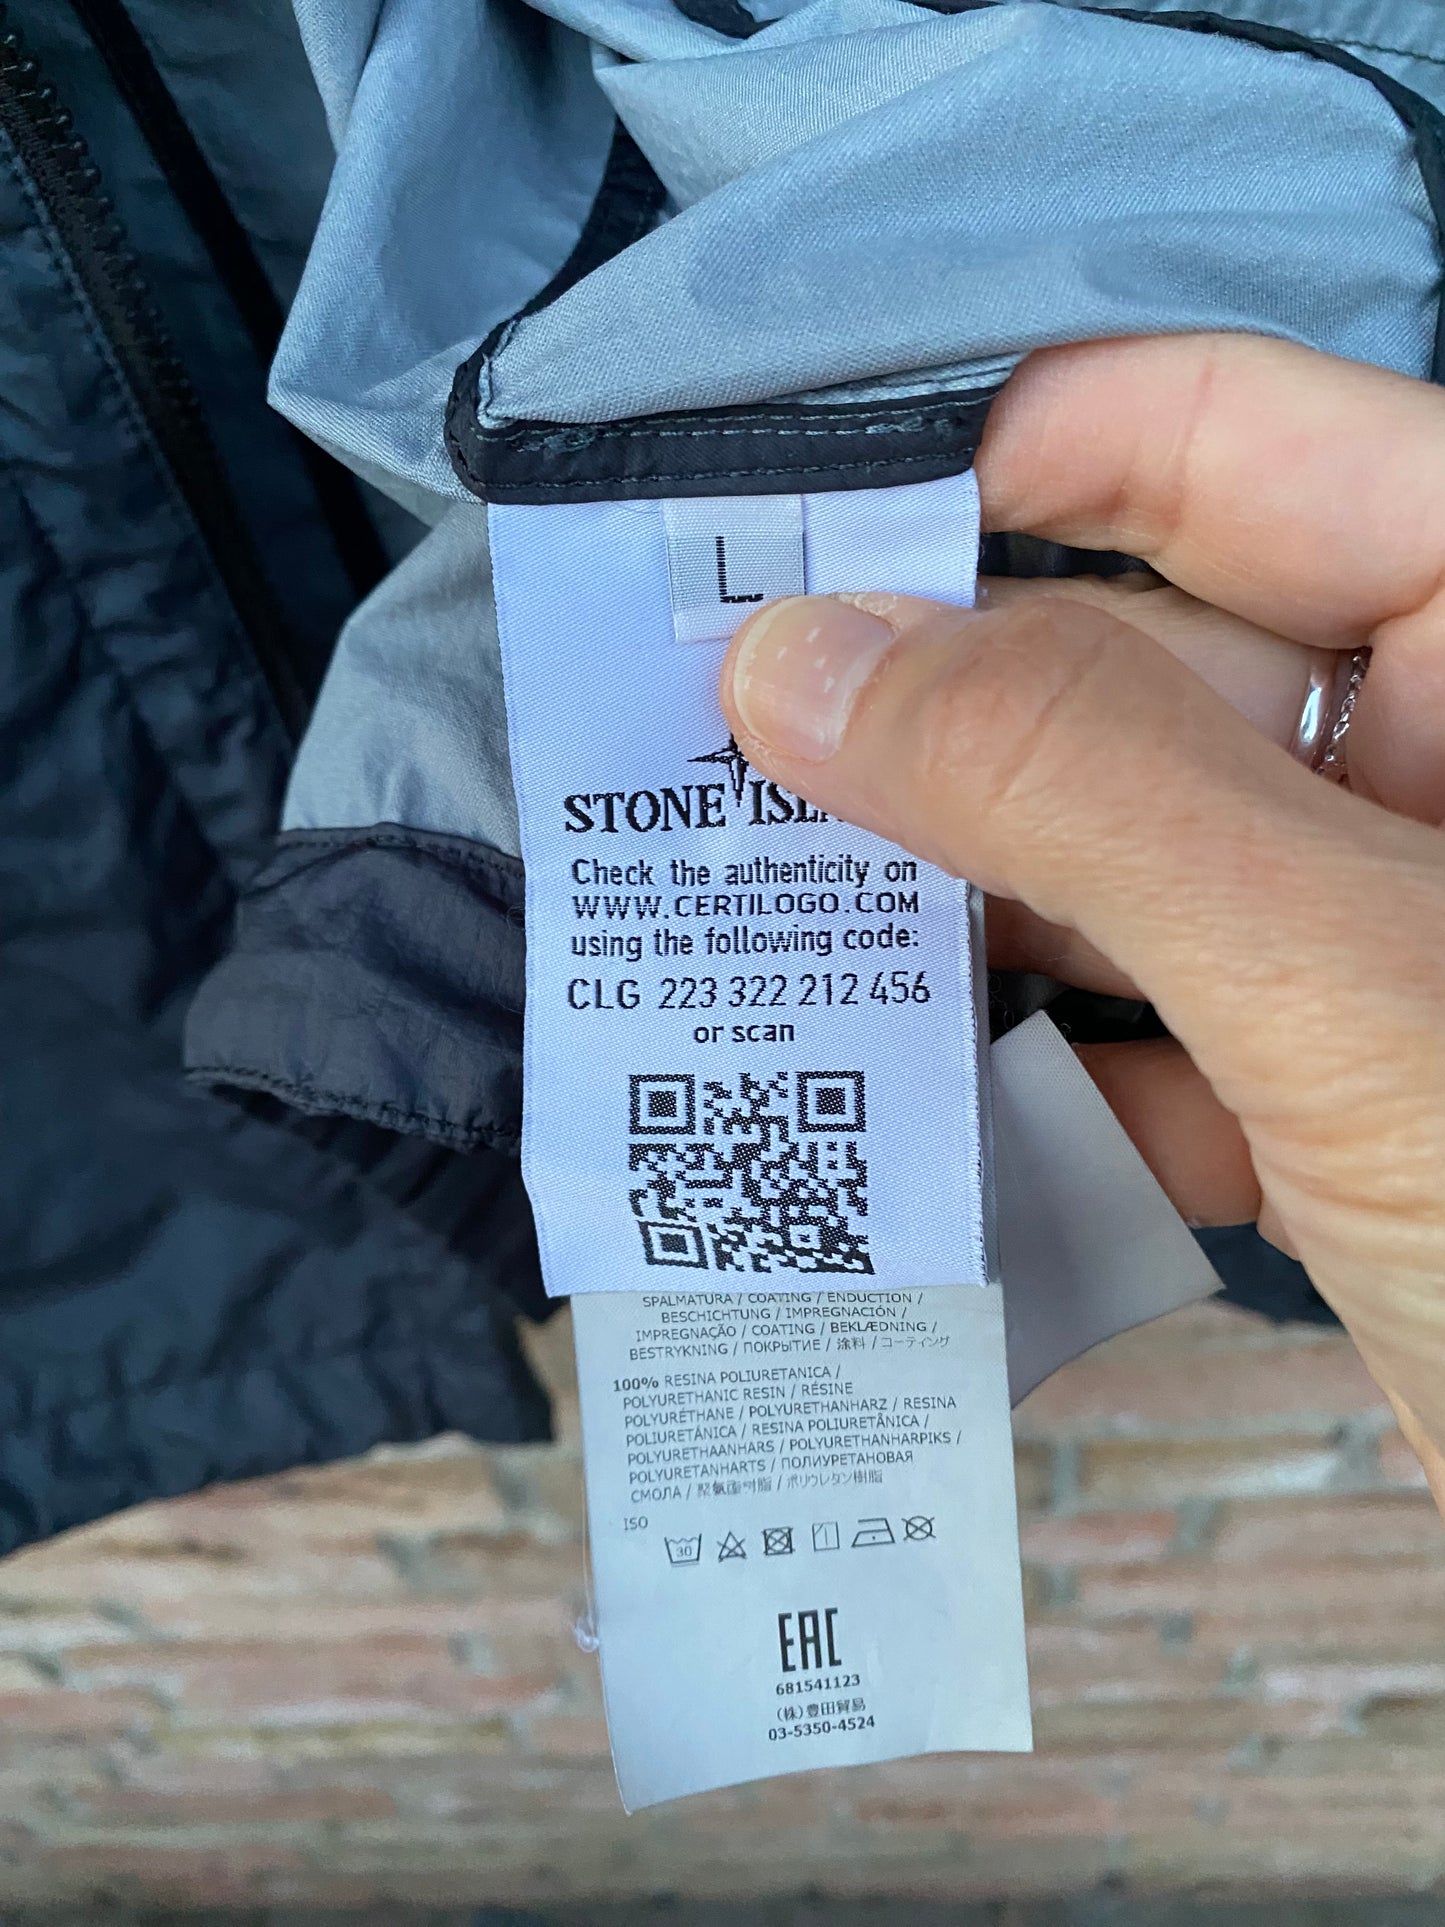 L
STONE ISL
Check the authenticity on
WWW.CERTILOGO.COM
using the following code:
CLG 223 322 212 456
or scan
SPALMATURA / COATING / ENDUCTION /
BESCHICHTUNG / IMPREGNACIÓN /
IMPREGNAÇÃO / COATING / BEKLÆDNING /
BESTRYKNING / ПОКРЫТИЕ / 涂料 / コーティング
100% RESINA POLIURETANICA /
POLYURETHANIC RESIN / RÉSINE
POLYURÉTHANE / POLYURETHANHARZ / RESINA
POLIURETÂNICA / RESINA POLIURETÂNICA /
POLYURETHAANHARS / POLYURETHANHARPIKS /
POLYURETANHARTS / ПОЛИУРЕТАНОВАЯ
СМОЛА / 聚氨酯树脂 / ポリウレタン樹脂
ISO
30
EAC
681541123
(株)豊田貿易
03-5350-4524